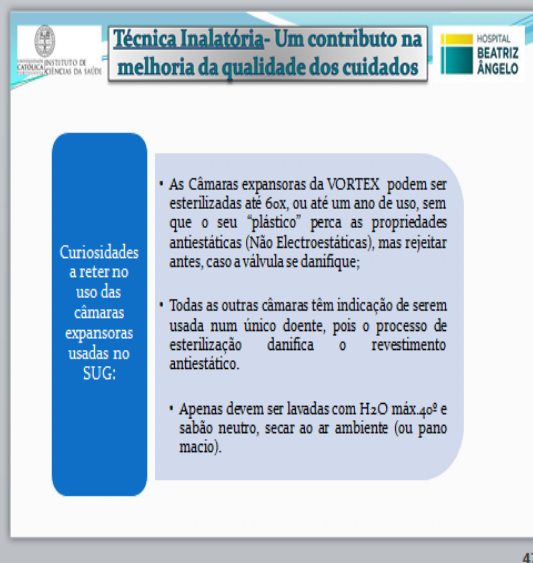 Técnica Inalatória- Um contributo na
melhoria da qualidade dos cuidados
CATÓLICA INSTITUTO DE
CIÊNCIAS DA SAÚDE
HOSPITAL
BEATRIZ
ÂNGELO
Curiosidades
a reter no
uso das
câmaras
expansoras
usadas no
SUG:
• As Câmaras expansoras da VORTEX podem ser
esterilizadas até 60x, ou até um ano de uso, sem
que o seu “plástico” perca as propriedades
antiestáticas (Não Electroestáticas), mas rejeitar
antes, caso a válvula se danifique;
• Todas as outras câmaras têm indicação de serem
usada num único doente, pois o processo de
esterilização danifica o revestimento
antiestático.
• Apenas devem ser lavadas com H2O máx.40º e
sabão neutro, secar ao ar ambiente (ou pano
macio).